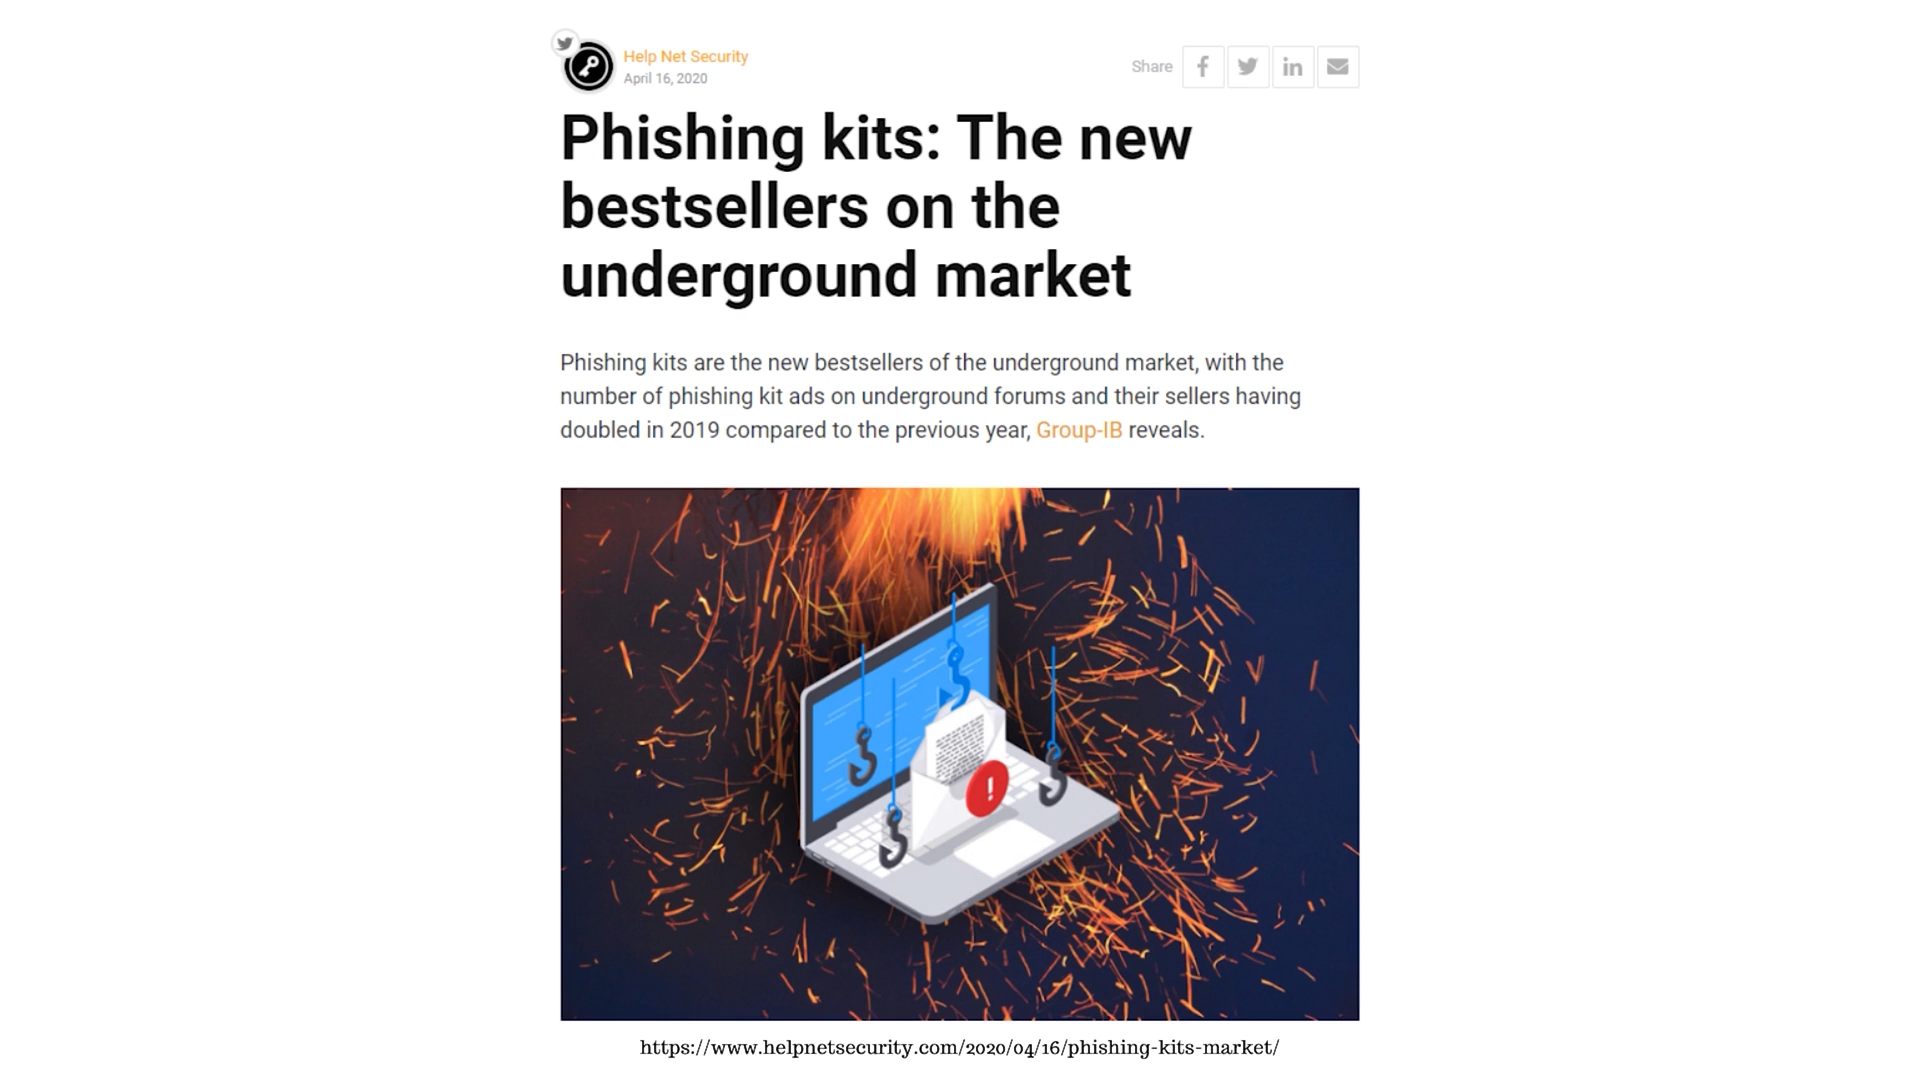 Help Net Security
April 16, 2020
Share
Phishing kits: The new
bestsellers on the
underground market
Phishing kits are the new bestsellers of the underground market, with the
number of phishing kit ads on underground forums and their sellers having
doubled in 2019 compared to the previous year, Group-IB reveals.
!
https://www.helpnetsecurity.com/2020/04/16/phishing-kits-market/